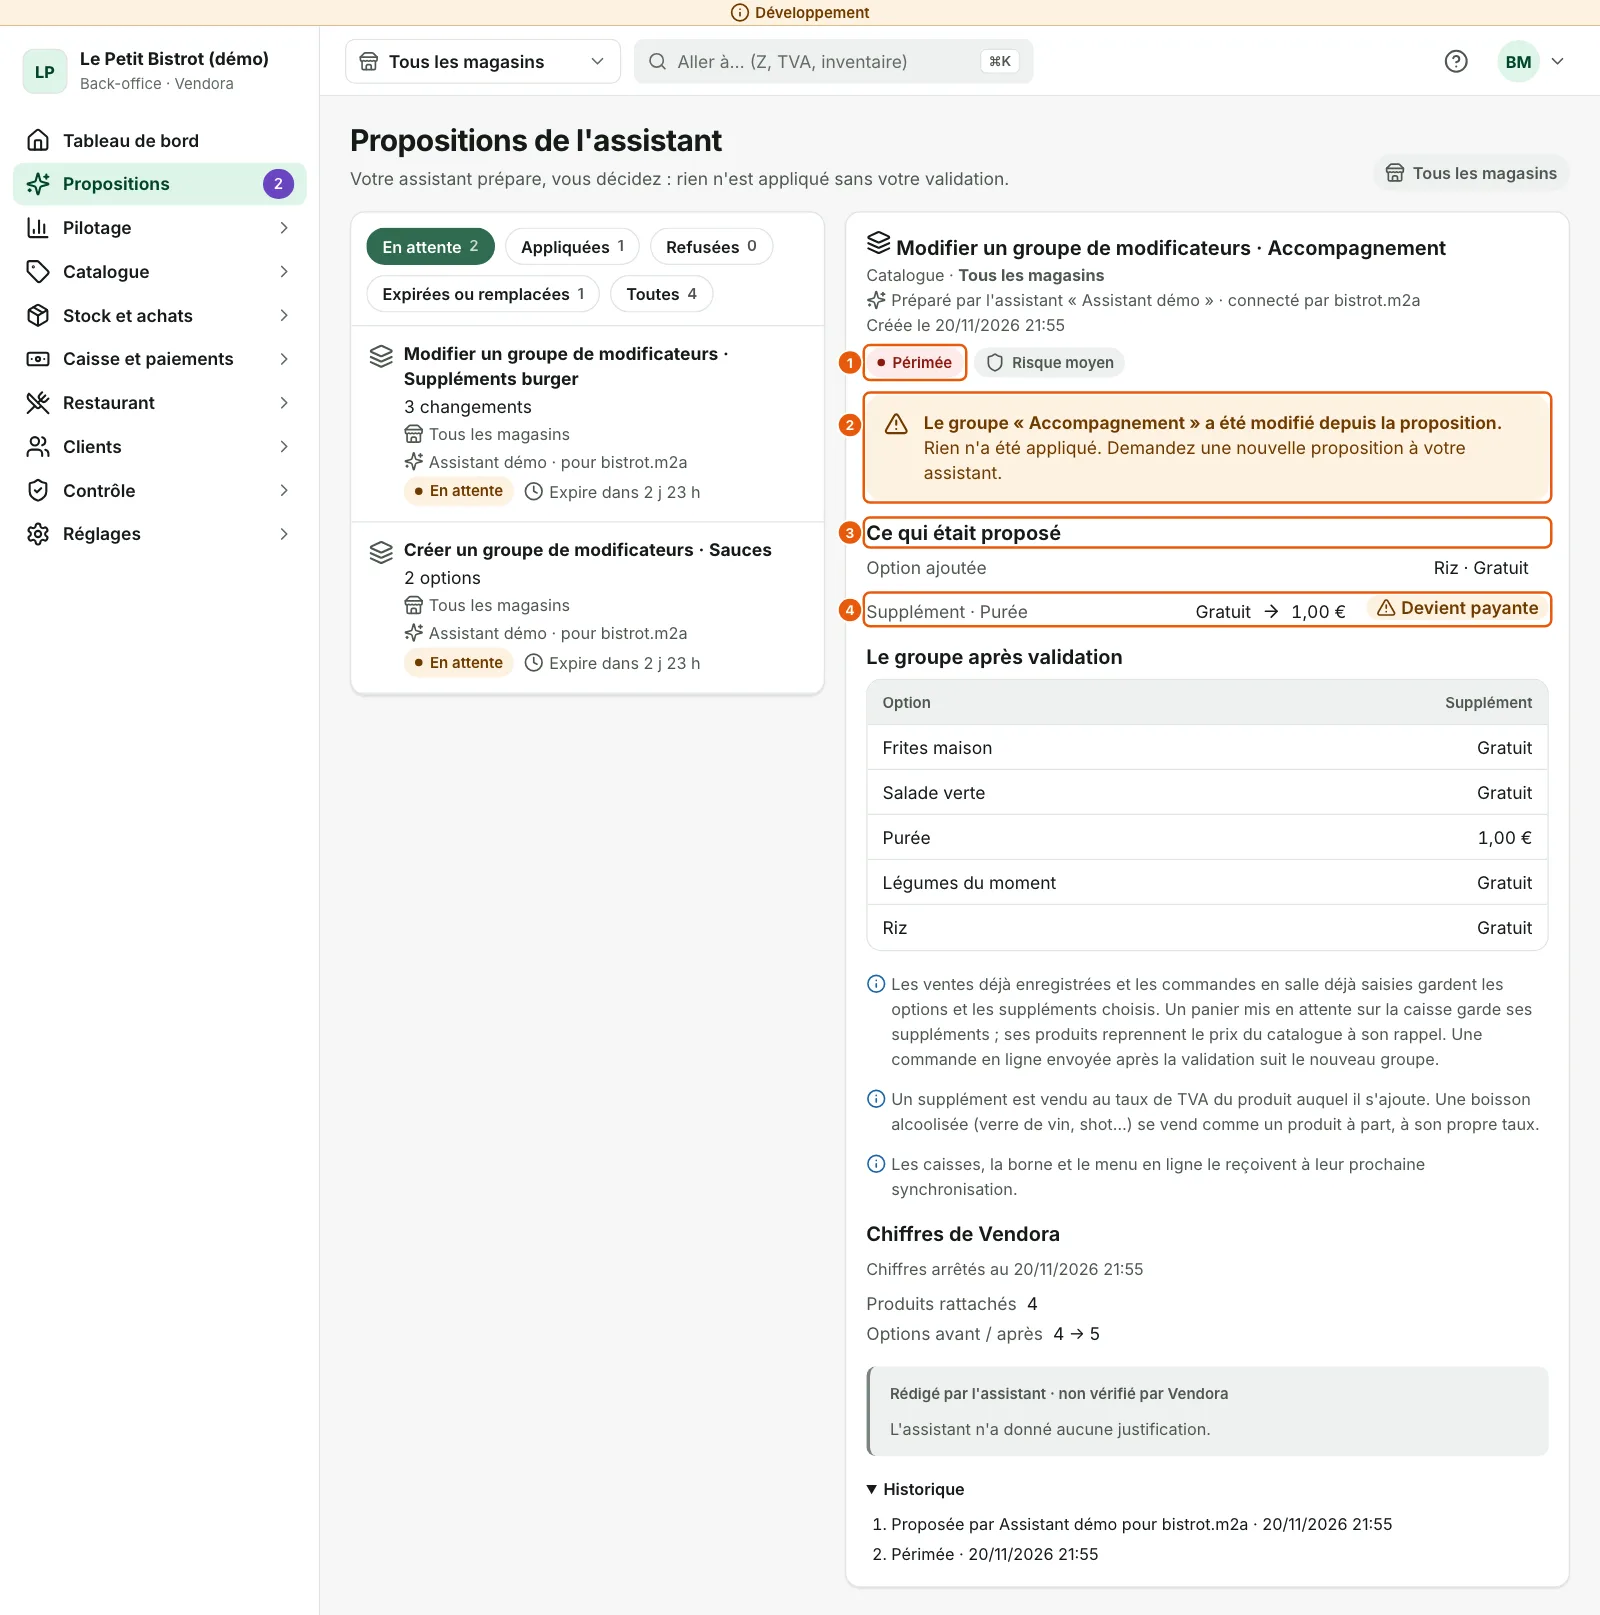 Développement
LP
Le Petit Bistrot (démo)
Back-office · Vendora
Tous les magasins
Aller à… (Z, TVA, inventaire)
⌘K
BM
Tableau de bord
Propositions 2
Pilotage
Catalogue
Stock et achats
Caisse et paiements
Restaurant
Clients
Contrôle
Réglages
Propositions de l'assistant
Votre assistant prépare, vous décidez : rien n'est appliqué sans votre validation.
Tous les magasins
En attente 2
Appliquées 1
Refusées 0
Expirées ou remplacées 1
Toutes 4
Modifier un groupe de modificateurs ·
Suppléments burger
3 changements
Tous les magasins
Assistant démo · pour bistrot.m2a
En attente
Expire dans 2 j 23 h
Créer un groupe de modificateurs · Sauces
2 options
Tous les magasins
Assistant démo · pour bistrot.m2a
En attente
Expire dans 2 j 23 h
Modifier un groupe de modificateurs · Accompagnement
Catalogue · Tous les magasins
Préparé par l'assistant « Assistant démo » · connecté par bistrot.m2a
Créée le 20/11/2026 21:55
1
Périmée
Risque moyen
2
Le groupe « Accompagnement » a été modifié depuis la proposition.
Rien n'a été appliqué. Demandez une nouvelle proposition à votre
assistant.
3
Ce qui était proposé
Option ajoutée Riz · Gratuit
4
Supplément · Purée Gratuit → 1,00 € Devient payante
Le groupe après validation
Option Supplément
Frites maison Gratuit
Salade verte Gratuit
Purée 1,00 €
Légumes du moment Gratuit
Riz Gratuit
Les ventes déjà enregistrées et les commandes en salle déjà saisies gardent les
options et les suppléments choisis. Un panier mis en attente sur la caisse garde ses
suppléments ; ses produits reprennent le prix du catalogue à son rappel. Une
commande en ligne envoyée après la validation suit le nouveau groupe.
Un supplément est vendu au taux de TVA du produit auquel il s'ajoute. Une boisson
alcoolisée (verre de vin, shot…) se vend comme un produit à part, à son propre taux.
Les caisses, la borne et le menu en ligne le reçoivent à leur prochaine
synchronisation.
Chiffres de Vendora
Chiffres arrêtés au 20/11/2026 21:55
Produits rattachés 4
Options avant / après 4 → 5
Rédigé par l'assistant · non vérifié par Vendora
L'assistant n'a donné aucune justification.
▼ Historique
1. Proposée par Assistant démo pour bistrot.m2a · 20/11/2026 21:55
2. Périmée · 20/11/2026 21:55